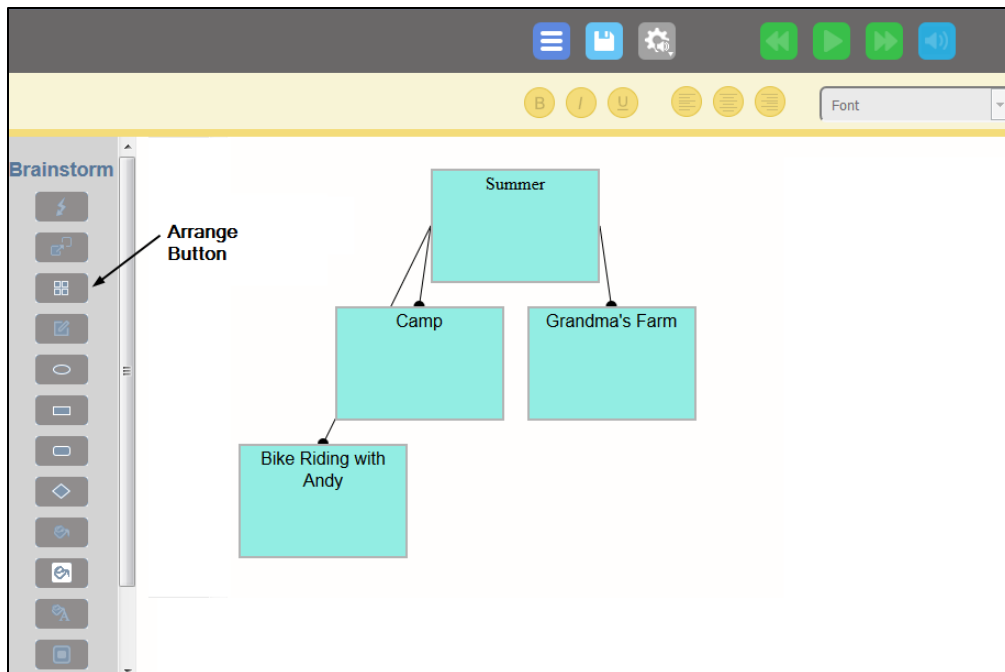 B I U
Font
Brainstorm
Arrange
Button
Summer
Camp
Grandma's Farm
Bike Riding with
Andy
A